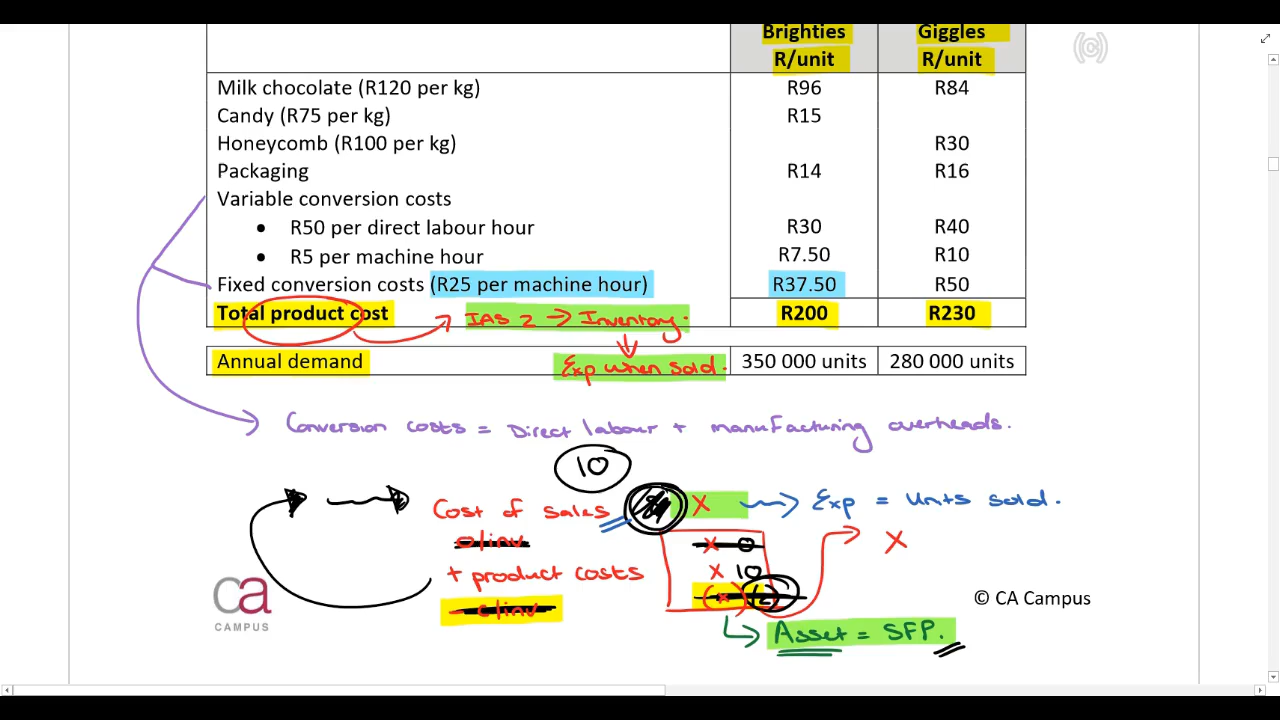 Brighties Giggles
R/unit R/unit
Milk chocolate (R120 per kg) R96 R84
Candy (R75 per kg) R15
Honeycomb (R100 per kg) R30
Packaging R14 R16
Variable conversion costs
• R50 per direct labour hour R30 R40
• R5 per machine hour R7.50 R10
Fixed conversion costs (R25 per machine hour) R37.50 R50
Total product cost IAS 2 → Inventory. R200 R230
Annual demand Exp when sold. 350 000 units 280 000 units
Conversion costs = Direct labour + manufacturing overheads.
10
Cost of sales X → Exp = Units sold.
o/inv x 0
X
+ product costs x 10
- c/inv (x)
ca
CAMPUS
© CA Campus
Asset = SFP.
(C)